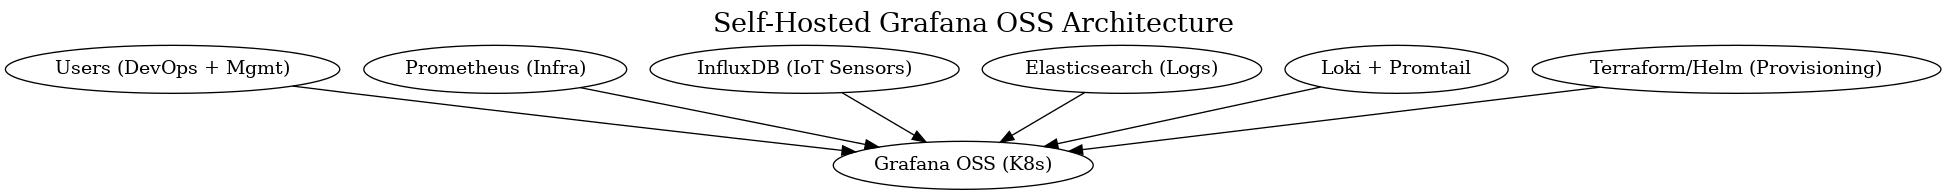 Self-Hosted Grafana OSS Architecture
Users (DevOps + Mgmt)
Prometheus (Infra)
InfluxDB (IoT Sensors)
Elasticsearch (Logs)
Loki + Promtail
Terraform/Helm (Provisioning)
Grafana OSS (K8s)